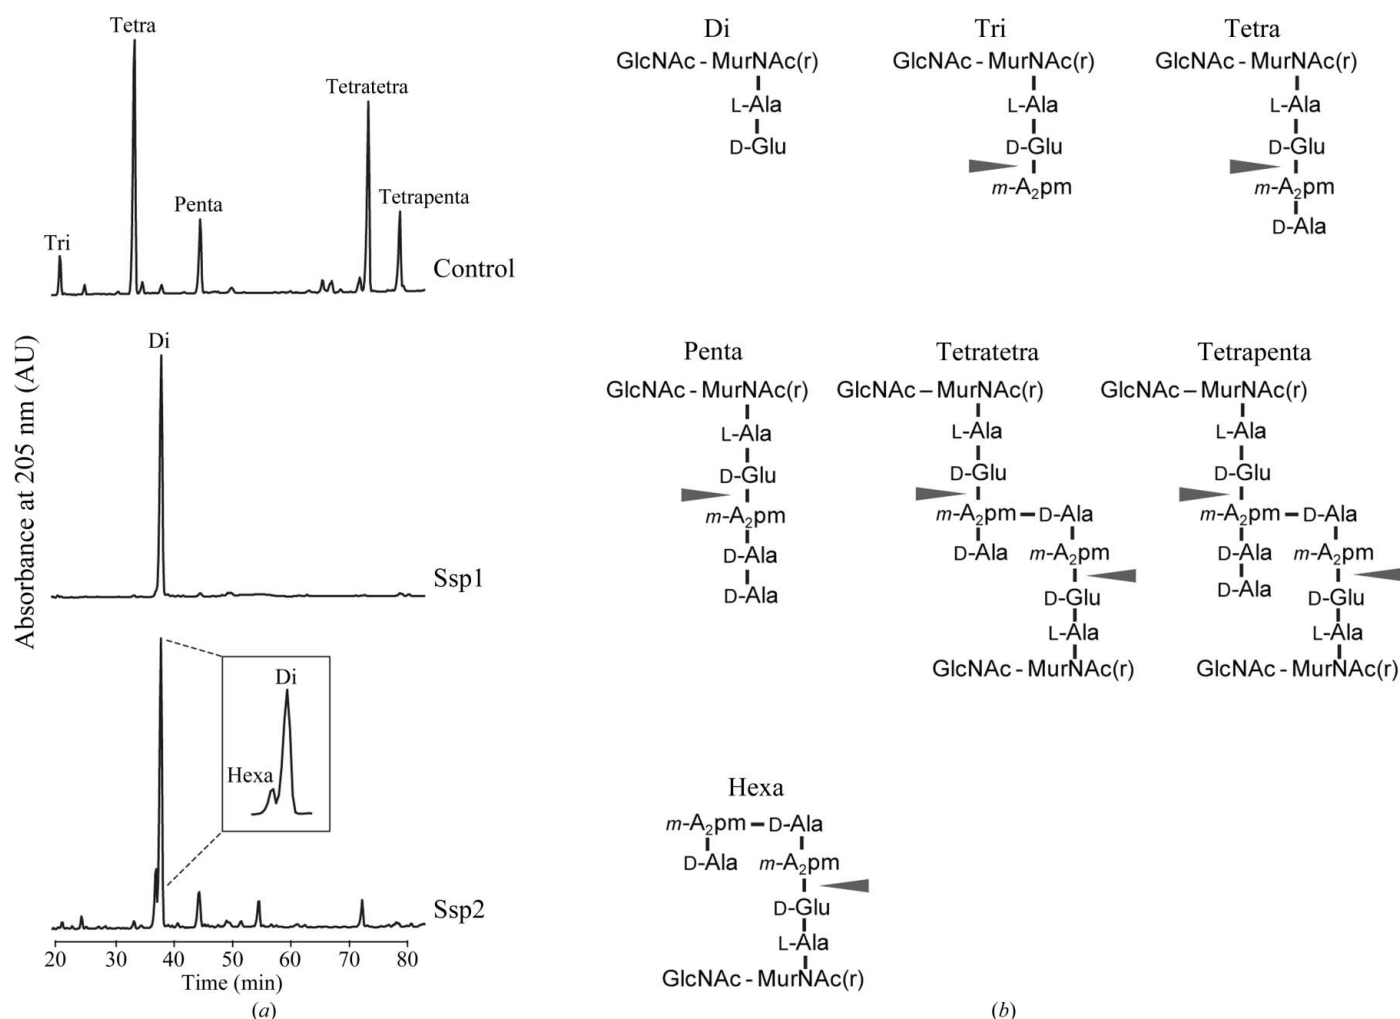 Tetra
Tetratetra
Penta
Tetrapenta
Tri
Control
Di
Ssp1
Di
Hexa
Ssp2
Absorbance at 205 nm (AU)
20 30 40 50 60 70 80
Time (min)
(a)
Di
GlcNAc - MurNAc(r)
L-Ala
D-Glu
Tri
GlcNAc - MurNAc(r)
L-Ala
D-Glu
m-A2pm
Tetra
GlcNAc - MurNAc(r)
L-Ala
D-Glu
m-A2pm
D-Ala
Penta
GlcNAc - MurNAc(r)
L-Ala
D-Glu
m-A2pm
D-Ala
D-Ala
Tetratetra
GlcNAc – MurNAc(r)
L-Ala
D-Glu
m-A2pm – D-Ala
D-Ala m-A2pm
D-Glu
L-Ala
GlcNAc - MurNAc(r)
Tetrapenta
GlcNAc – MurNAc(r)
L-Ala
D-Glu
m-A2pm – D-Ala
D-Ala m-A2pm
D-Ala D-Glu
L-Ala
GlcNAc - MurNAc(r)
Hexa
m-A2pm – D-Ala
D-Ala m-A2pm
D-Glu
L-Ala
GlcNAc - MurNAc(r)
(b)